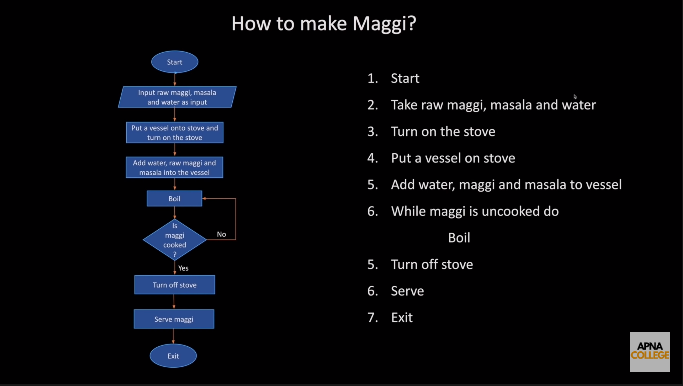 How to make Maggi?
Start
Input raw maggi, masala
and water as input
Put a vessel onto stove and
turn on the stove
Add water, raw maggi and
masala into the vessel
Boil
Is
maggi
cooked
?
No
Yes
Turn off stove
Serve maggi
Exit
1. Start
2. Take raw maggi, masala and water
3. Turn on the stove
4. Put a vessel on stove
5. Add water, maggi and masala to vessel
6. While maggi is uncooked do
Boil
5. Turn off stove
6. Serve
7. Exit
APNA
COLLEGE